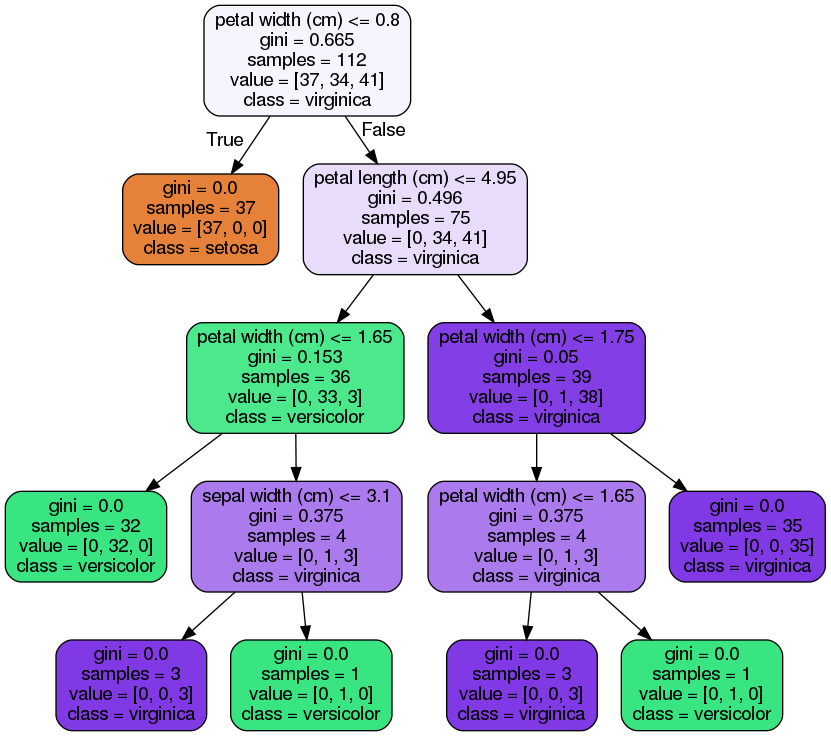 petal width (cm) <= 0.8
gini = 0.665
samples = 112
value = [37, 34, 41]
class = virginica
True
False
gini = 0.0
samples = 37
value = [37, 0, 0]
class = setosa
petal length (cm) <= 4.95
gini = 0.496
samples = 75
value = [0, 34, 41]
class = virginica
petal width (cm) <= 1.65
gini = 0.153
samples = 36
value = [0, 33, 3]
class = versicolor
petal width (cm) <= 1.75
gini = 0.05
samples = 39
value = [0, 1, 38]
class = virginica
gini = 0.0
samples = 32
value = [0, 32, 0]
class = versicolor
sepal width (cm) <= 3.1
gini = 0.375
samples = 4
value = [0, 1, 3]
class = virginica
petal width (cm) <= 1.65
gini = 0.375
samples = 4
value = [0, 1, 3]
class = virginica
gini = 0.0
samples = 35
value = [0, 0, 35]
class = virginica
gini = 0.0
samples = 3
value = [0, 0, 3]
class = virginica
gini = 0.0
samples = 1
value = [0, 1, 0]
class = versicolor
gini = 0.0
samples = 3
value = [0, 0, 3]
class = virginica
gini = 0.0
samples = 1
value = [0, 1, 0]
class = versicolor